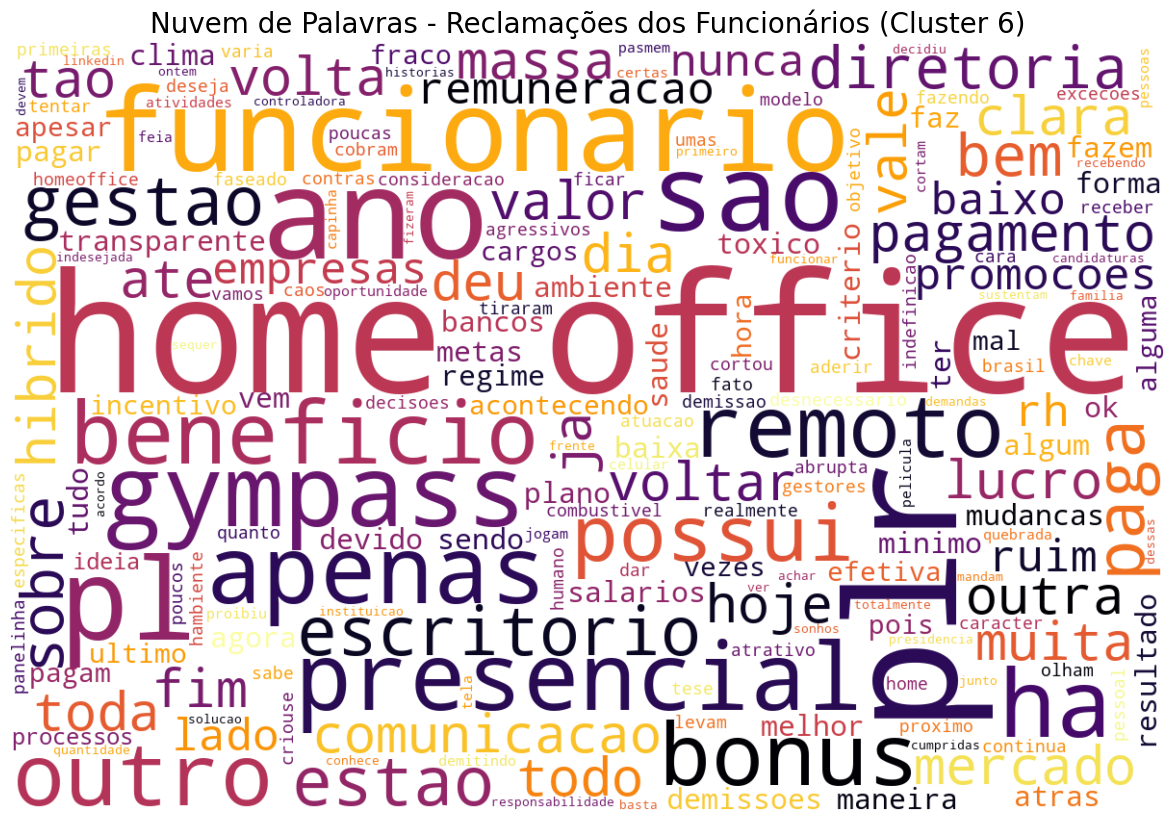 Nuvem de Palavras - Reclamações dos Funcionários (Cluster 6)
primeiras
linkedin
tao
clima
ontem
varia
deseja
volta
fraco
historias
massa
pasmem
certas
nunca
decidiu
diretoria
pessoas
devem
tentar
atividades
controladora
remuneracao
modelo
fazendo
excecoes
apesar
feia
funcionario
poucas
cobram
umas
primeiro
vale
faz
clara
pagar
bem
fazem
homeoffice
faseado
contras
consideracao
ficar
objetivo
cortam
recebendo
gestao
ano
capinha
fizeram
valor
sao
baixo
forma
receber
agressivos
transparente
cargos
dia
toxico
criterio
pagamento
indesejada
ate
empresas
deu
funcionar
cara
candidaturas
vamos
caos
oportunidade
ambiente
indefinicao
promocoes
hibrido
home office
tiraram
saude
hora
sustentam
familia
alguma
bancos
sequer
metas
regime
cortou
aderir
ter
mal
brasil
chave
fato
incentivo
vem
decisoes
acontecendo
demissao
desnecessario
demandas
rh
ok
beneficio
ja
atuacao
remoto
algum
frente
baixa
celular
abrupta
gestores
pelicula
paga
acordo
tudo
gympass
plano
voltar
lucro
especificas
sobre
combustivel
realmente
mudancas
quanto
devido
sendo
jogam
possui
plr
minimo
quebrada
dessas
ideia
pl
poucos
hambiente
apenas
humano
dar
vezes
ver
achar
efetiva
mandam
ruim
salarios
proibiu
instituicao
hoje
totalmente
outra
panelinha
agora
escritorio
sonhos
pois
caracter
resultado
ultimo
atrativo
presidencia
muita
pagam
fim
sabe
presencial
tela
tese
home
junto
olham
ha
pessoal
toda
solucao
lado
criouse
comunicacao
levam
melhor
proximo
processos
quantidade
conhece
demitindo
bonus
cumpridas
continua
outro
estao
todo
mercado
responsabilidade
basta
demissoes
maneira
atras